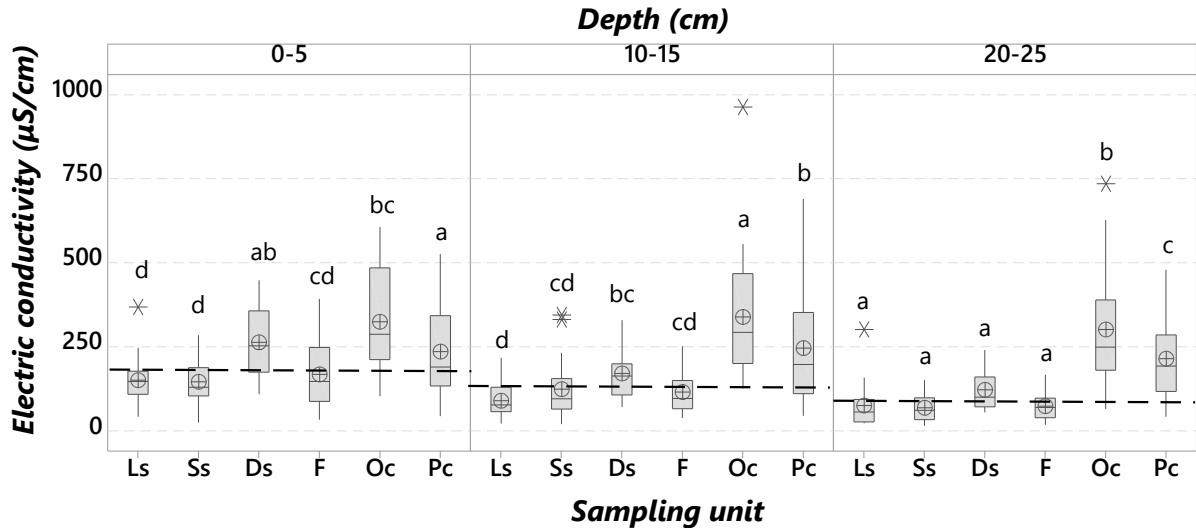 Depth (cm)
0-5 10-15 20-25
Electric conductivity (µS/cm)
1000
750
500
250
0
d d ab cd bc a
d cd bc cd a b
a a a a b c
Ls Ss Ds F Oc Pc Ls Ss Ds F Oc Pc Ls Ss Ds F Oc Pc
Sampling unit